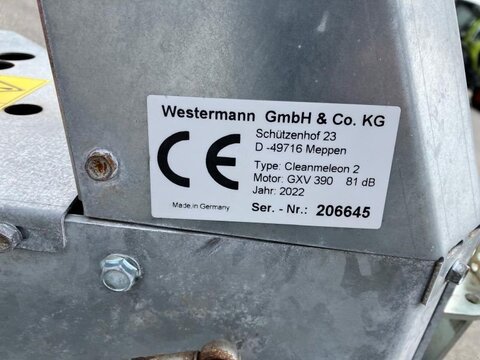 Westermann GmbH & Co. KG
Schützenhof 23
D -49716 Meppen
CE
Type: Cleanmeleon 2
Motor: GXV 390 81 dB
Jahr: 2022
Made in Germany
Ser. - Nr.: 206645